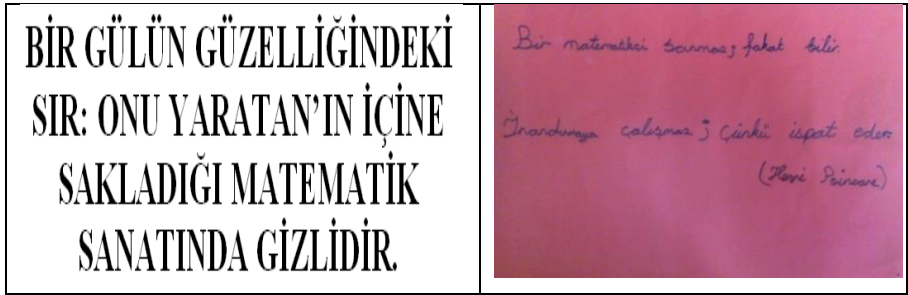 BİR GÜLÜN GÜZELLİĞİNDEKİ
SIR: ONU YARATAN’IN İÇİNE
SAKLADIĞI MATEMATİK
SANATINDA GİZLİDİR.
Bir matematikçi sanmaz; fakat bilir.
İnandırmaya çalışmaz; Çünkü ispat eder.
(Henri Poincare)